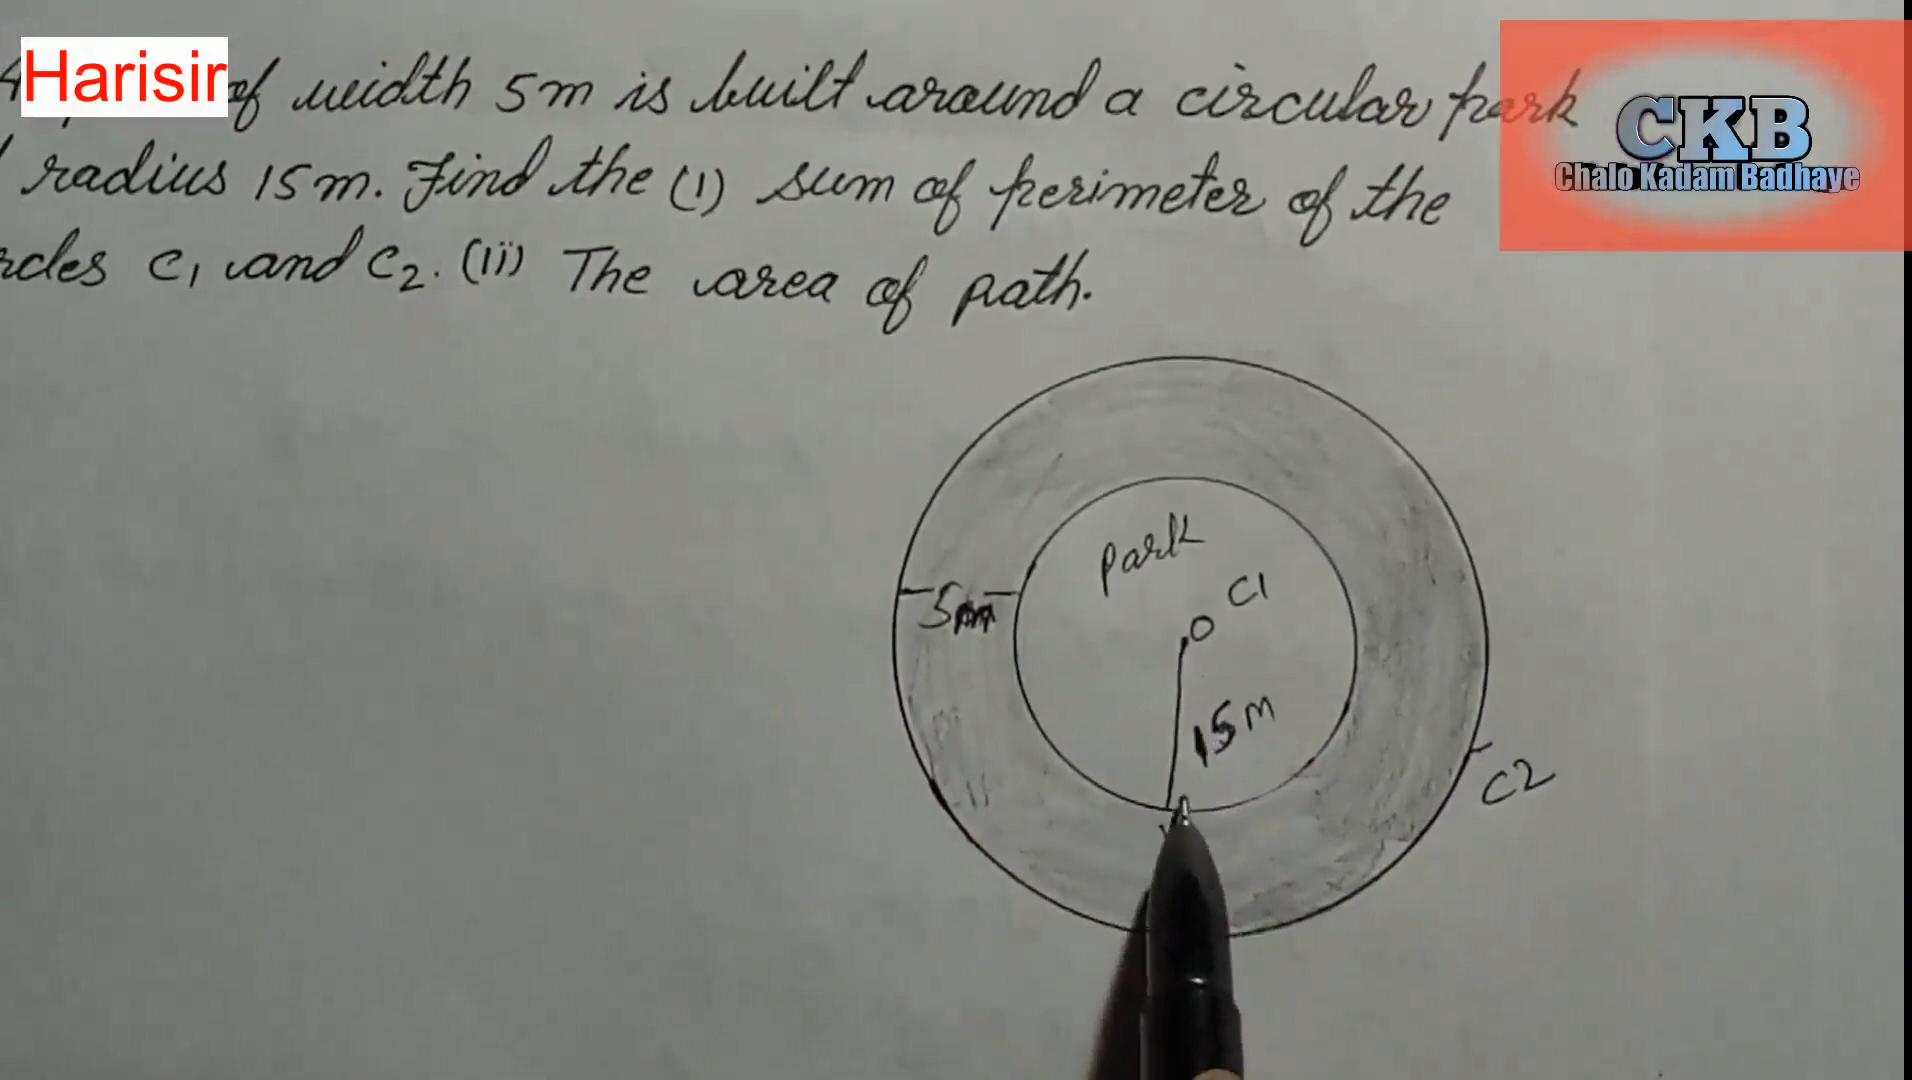 Harisir
of width 5m is built around a circular park
radius 15m. Find the (1) sum of perimeter of the
C1 and C2. (ii) The area of path.
CKB
Chalo Kadam Badhaye
Park
C1
5m
O
15m
C2